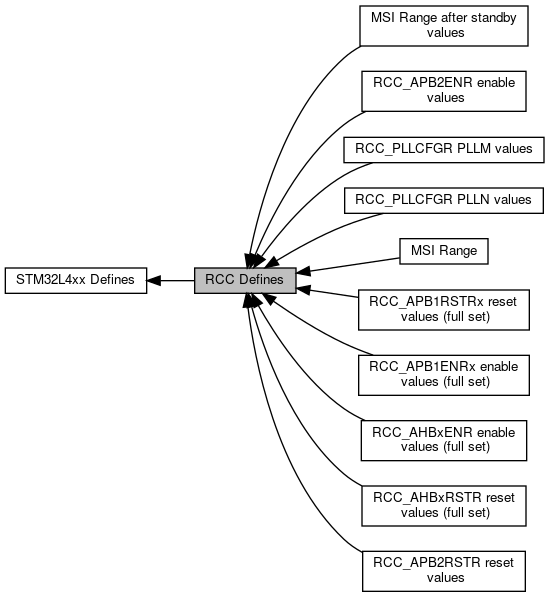 MSI Range after standby
values
RCC_APB2ENR enable
values
RCC_PLLCFGR PLLM values
RCC_PLLCFGR PLLN values
MSI Range
STM32L4xx Defines
RCC Defines
RCC_APB1RSTRx reset
values (full set)
RCC_APB1ENRx enable
values (full set)
RCC_AHBxENR enable
values (full set)
RCC_AHBxRSTR reset
values (full set)
RCC_APB2RSTR reset
values